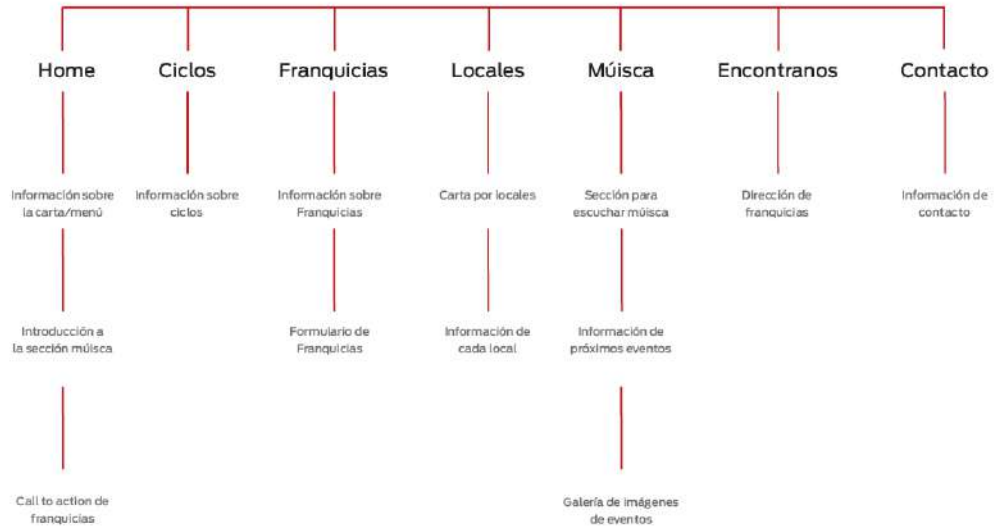 Home
Ciclos
Franquicias
Locales
Múisca
Encontranos
Contacto
Información sobre
la carta/menú
Información sobre
ciclos
Información sobre
Franquicias
Carta por locales
Sección para
escuchar múisca
Dirección de
franquicias
Información de
contacto
Introducción a
la sección múisca
Formulario de
Franquicias
Información de
cada local
Información de
próximos eventos
Call to action de
franquicias
Galería de imágenes
de eventos